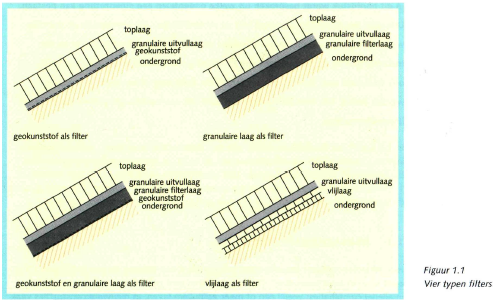 toplaag
granulaire uitvullaag
geokunststof
ondergrond
geokunststof als filter
toplaag
granulaire uitvullaag
granulaire filterlaag
ondergrond
granulaire laag als filter
toplaag
granulaire uitvullaag
granulaire filterlaag
geokunststof
ondergrond
geokunststof en granulaire laag als filter
toplaag
granulaire uitvullaag
vlijlaag
ondergrond
vlijlaag als filter
Figuur 1.1
Vier typen filters